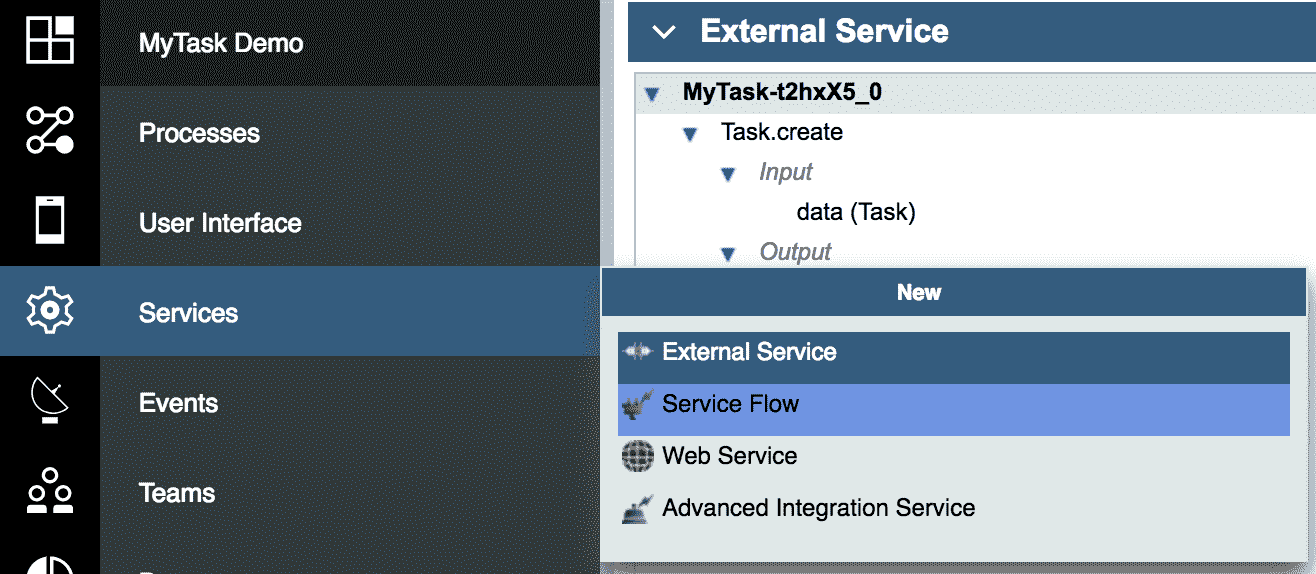 MyTask Demo
Processes
User Interface
Services
Events
Teams
External Service
MyTask-t2hxX5_0
Task.create
Input
data (Task)
Output
New
External Service
Service Flow
Web Service
Advanced Integration Service